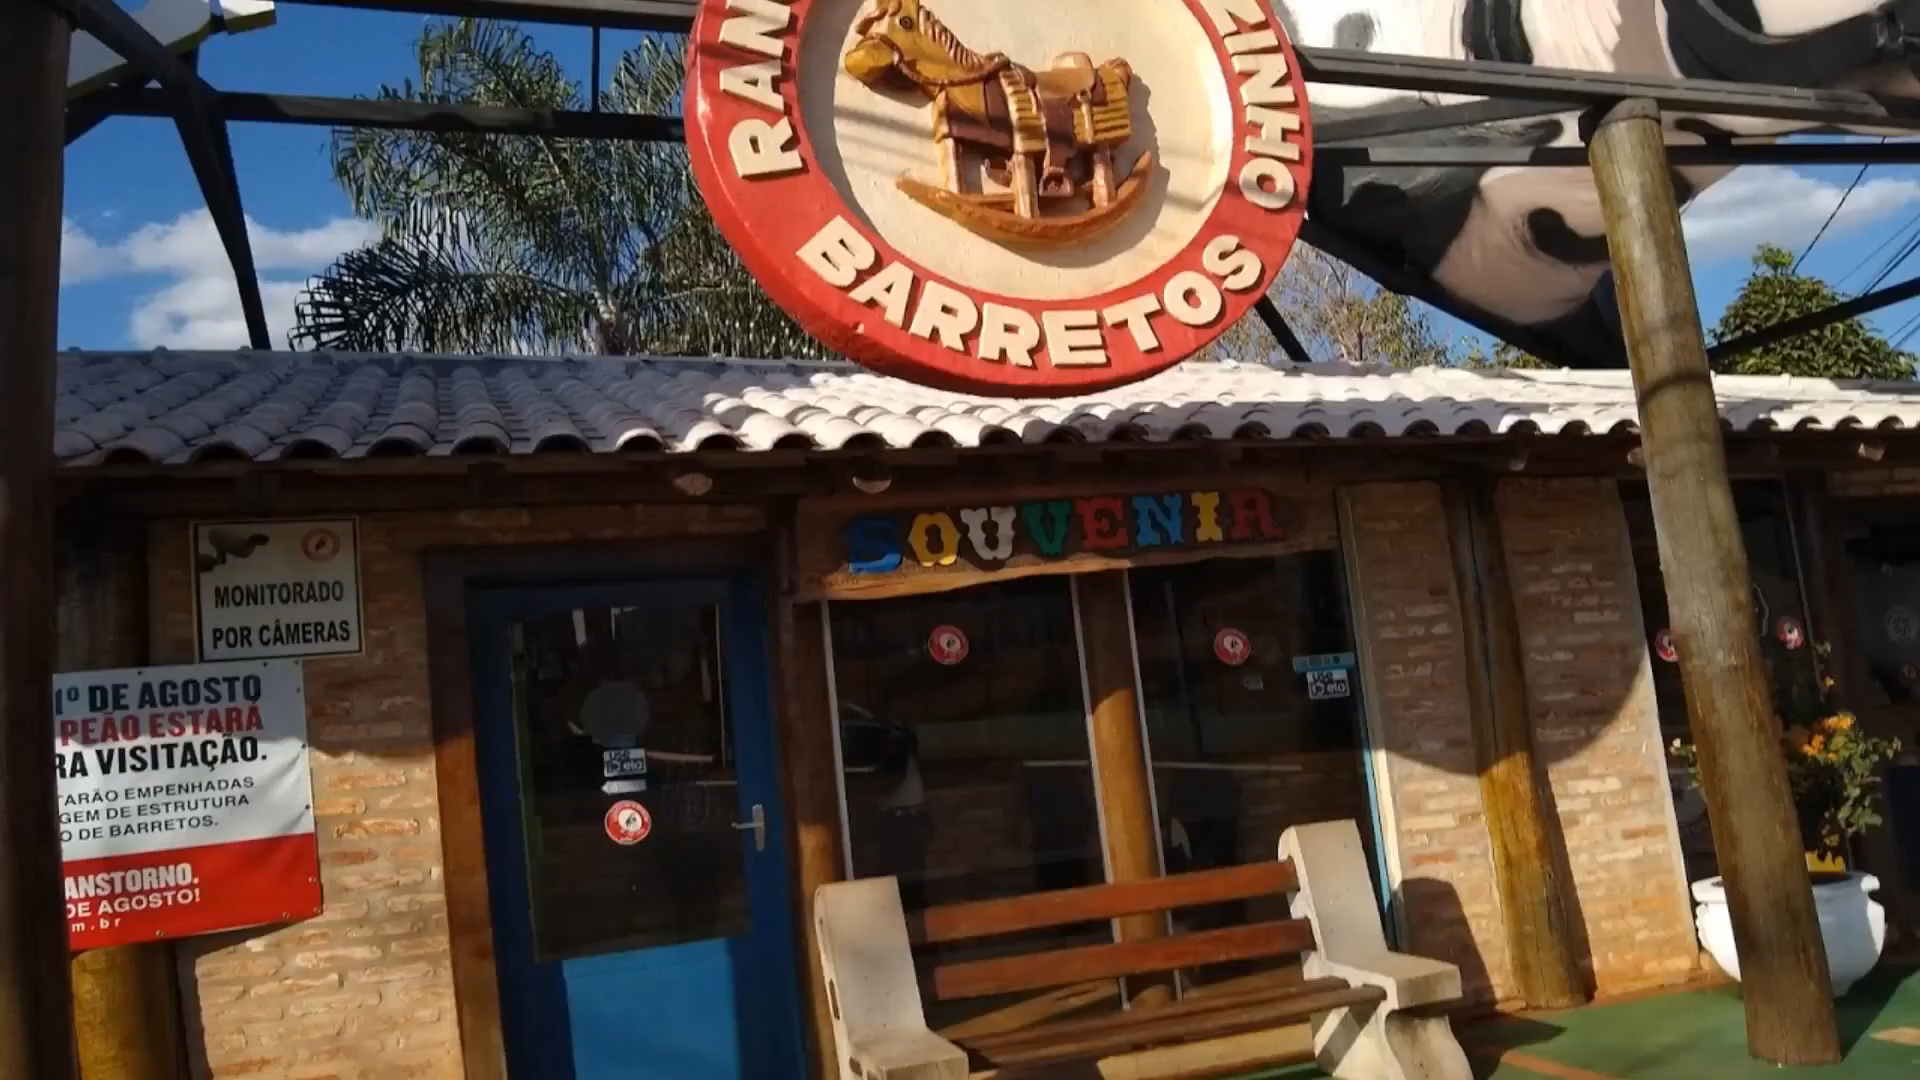 RAN
ZINHO
BARRETOS
SOUVENIR
MONITORADO
POR CÂMERAS
1º DE AGOSTO
PEÃO ESTARÁ
RA VISITAÇÃO.
TARÃO EMPENHADAS
GEM DE ESTRUTURA
O DE BARRETOS.
ANSTORNO.
DE AGOSTO!
m.br